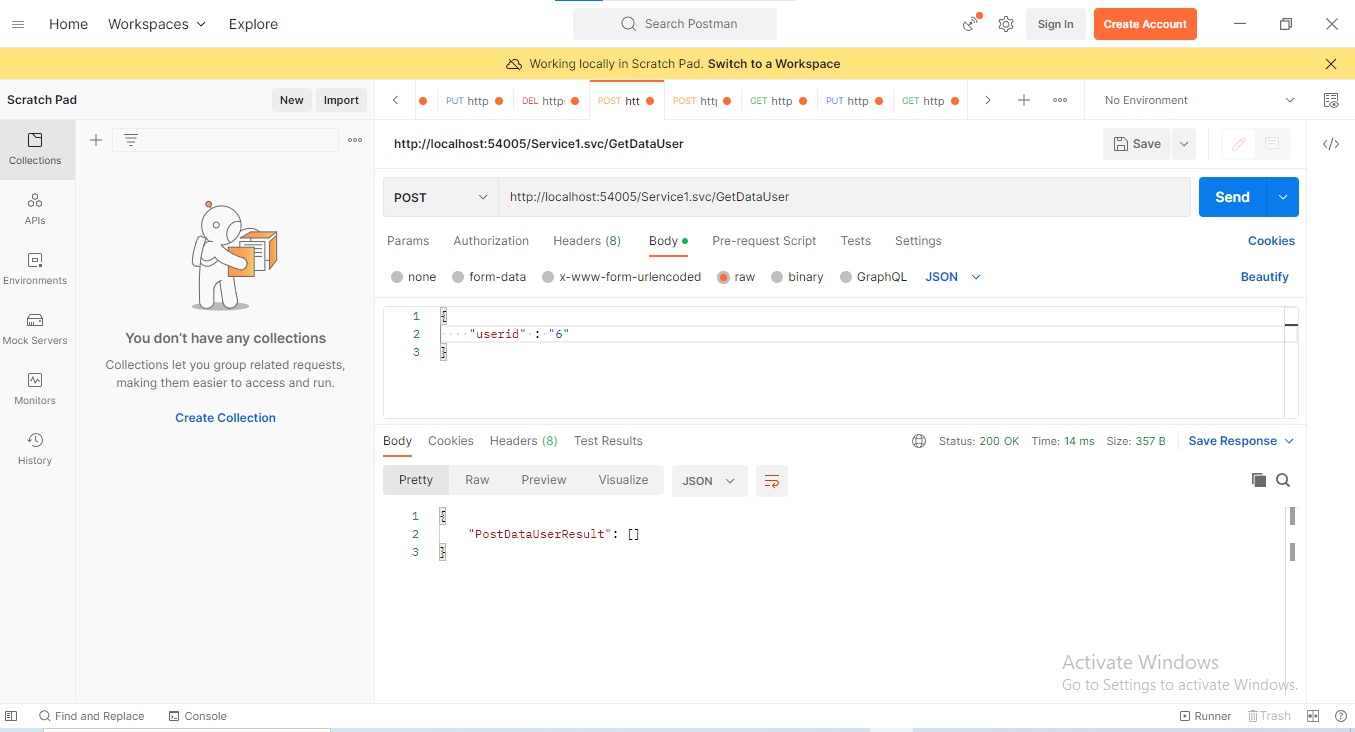 Home Workspaces Explore Search Postman Sign In Create Account
Working locally in Scratch Pad. Switch to a Workspace
Scratch Pad New Import PUT http DEL http: POST htt POST http GET http PUT http GET http No Environment
Collections
APIs
Environments
Mock Servers
Monitors
History
You don't have any collections
Collections let you group related requests,
making them easier to access and run.
Create Collection
http://localhost:54005/Service1.svc/GetDataUser Save
POST http://localhost:54005/Service1.svc/GetDataUser Send
Params Authorization Headers (8) Body Pre-request Script Tests Settings Cookies
none form-data x-www-form-urlencoded raw binary GraphQL JSON Beautify
1 {
2 "userid" : "6"
3 }
Body Cookies Headers (8) Test Results Status: 200 OK Time: 14 ms Size: 357 B Save Response
Pretty Raw Preview Visualize JSON
1 {
2 "PostDataUserResult": []
3 }
Activate Windows
Go to Settings to activate Windows.
Find and Replace Console Runner Trash